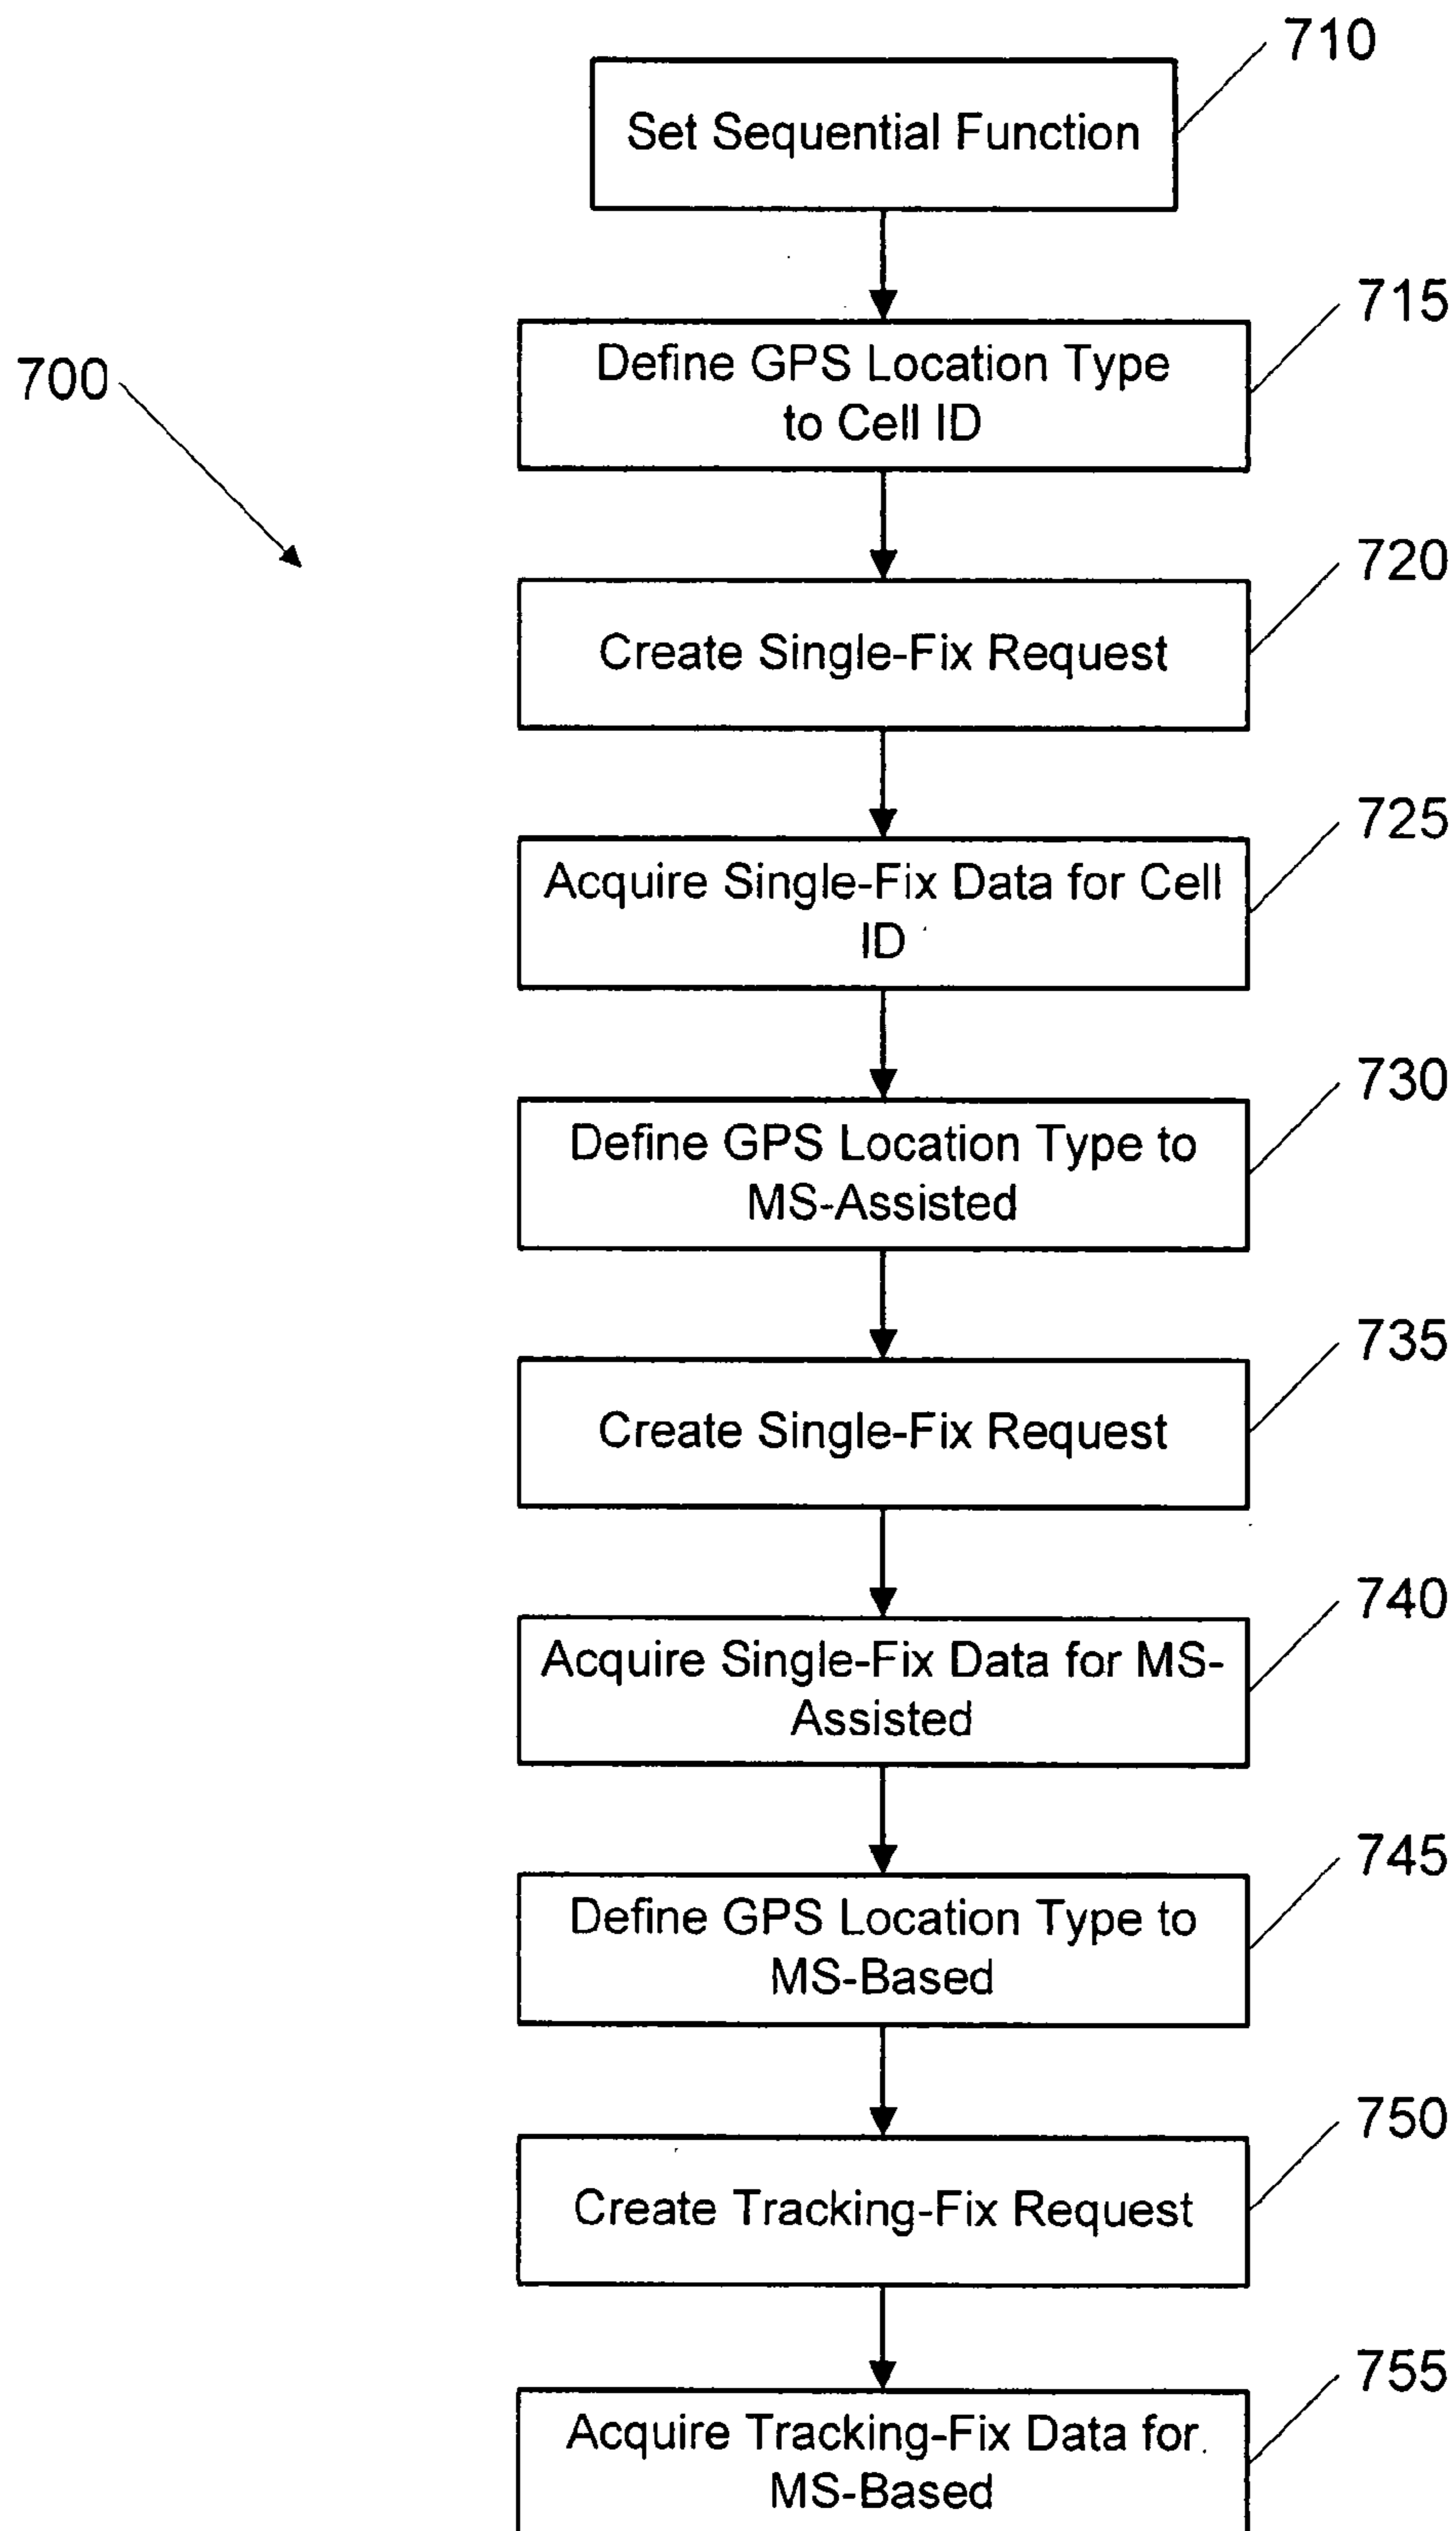 710
Set Sequential Function
715
Define GPS Location Type
to Cell ID
700
720
Create Single-Fix Request
725
Acquire Single-Fix Data for Cell
ID
730
Define GPS Location Type to
MS-Assisted
735
Create Single-Fix Request
740
Acquire Single-Fix Data for MS-
Assisted
745
Define GPS Location Type to
MS-Based
750
Create Tracking-Fix Request
755
Acquire Tracking-Fix Data for
MS-Based